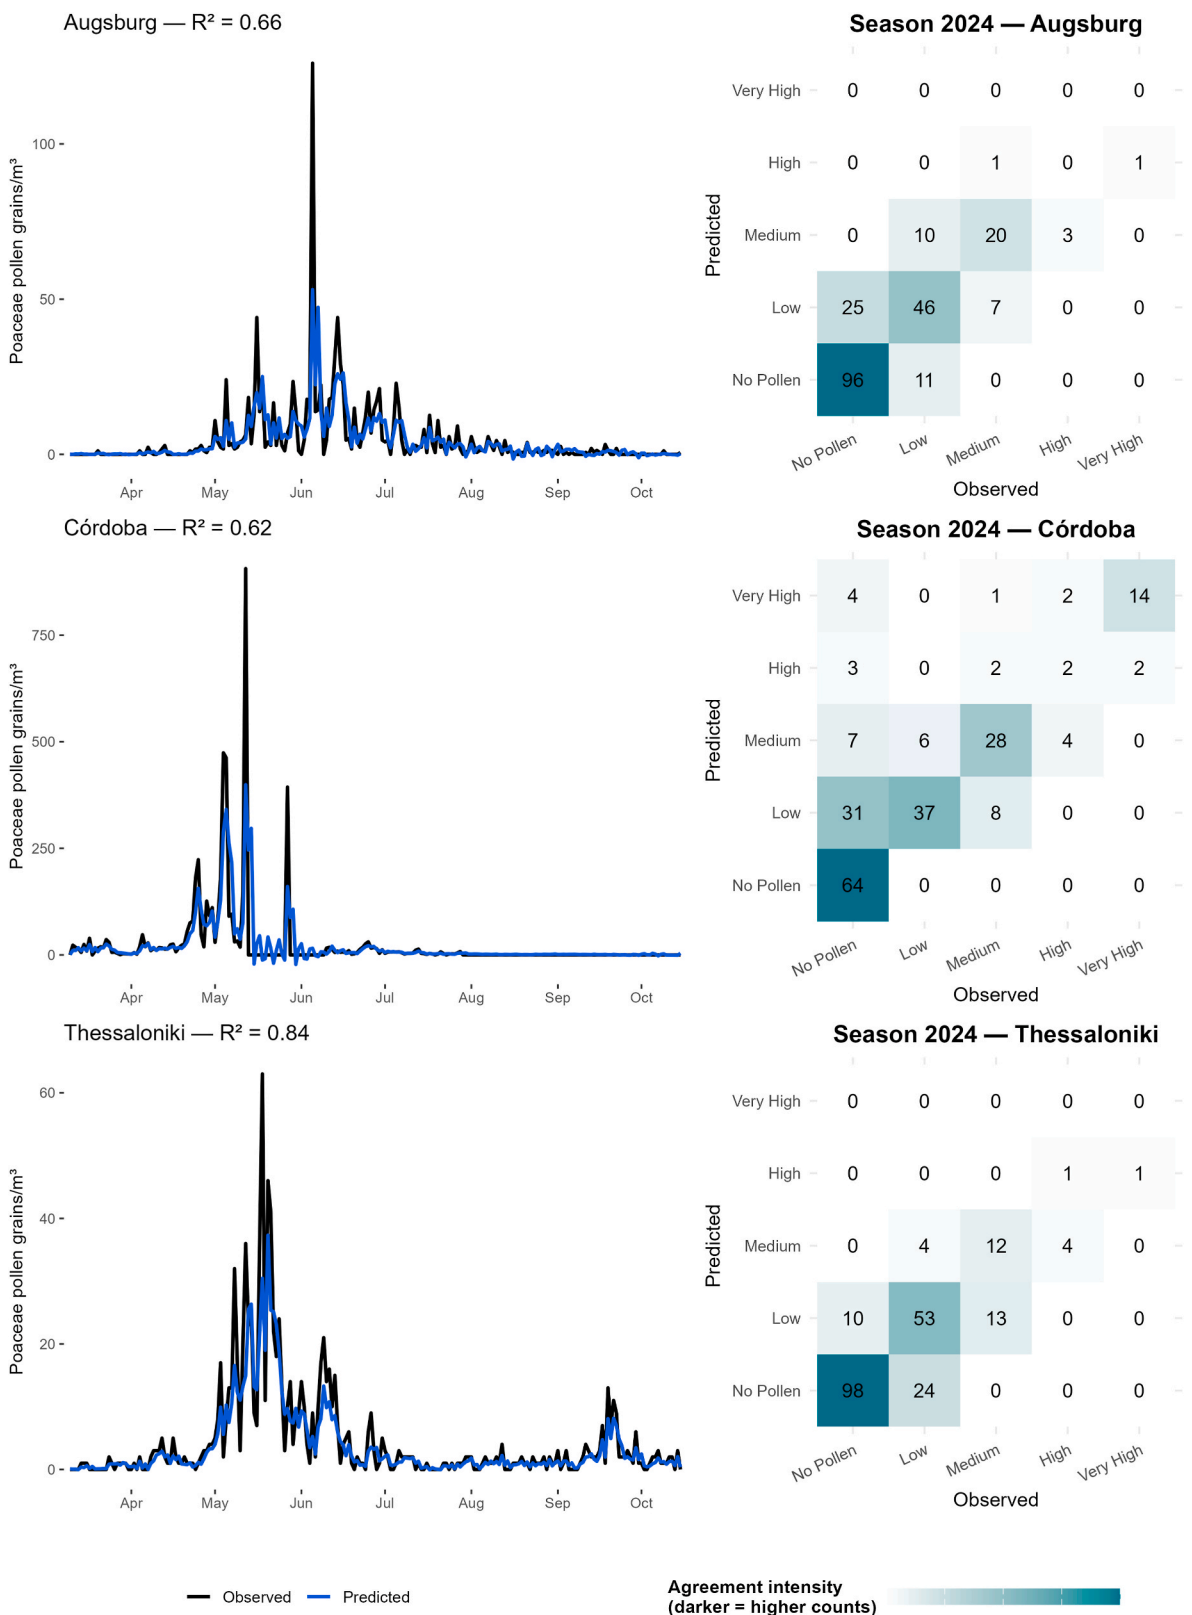 Augsburg — R² = 0.66
Poaceae pollen grains/m³
100
50
0
Apr May Jun Jul Aug Sep Oct
Season 2024 — Augsburg
Predicted
Very High 0 0 0 0 0
High 0 0 1 0 1
Medium 0 10 20 3 0
Low 25 46 7 0 0
No Pollen 96 11 0 0 0
No Pollen Low Medium High Very High
Observed
Córdoba — R² = 0.62
Poaceae pollen grains/m³
750
500
250
0
Apr May Jun Jul Aug Sep Oct
Season 2024 — Córdoba
Predicted
Very High 4 0 1 2 14
High 3 0 2 2 2
Medium 7 6 28 4 0
Low 31 37 8 0 0
No Pollen 64 0 0 0 0
No Pollen Low Medium High Very High
Observed
Thessaloniki — R² = 0.84
Poaceae pollen grains/m³
60
40
20
0
Apr May Jun Jul Aug Sep Oct
Season 2024 — Thessaloniki
Predicted
Very High 0 0 0 0 0
High 0 0 0 1 1
Medium 0 4 12 4 0
Low 10 53 13 0 0
No Pollen 98 24 0 0 0
No Pollen Low Medium High Very High
Observed
Observed Predicted
Agreement intensity
(darker = higher counts)